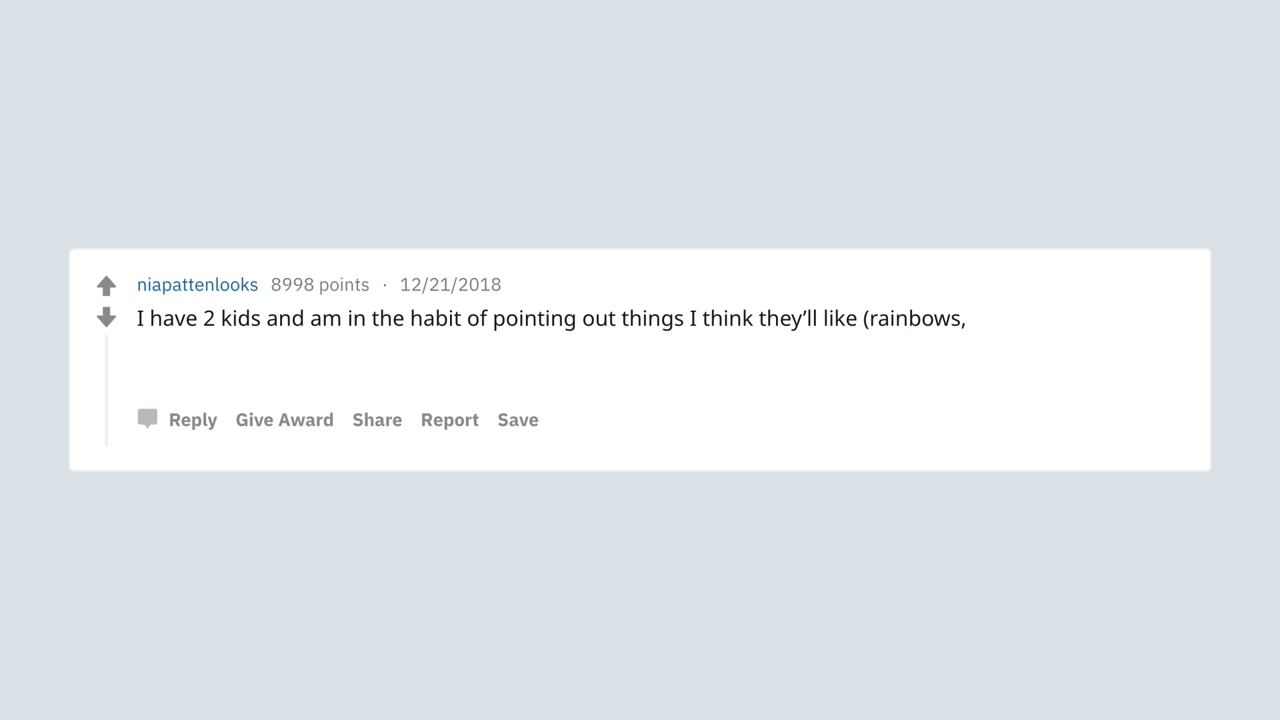 niapattenlooks 8998 points · 12/21/2018
I have 2 kids and am in the habit of pointing out things I think they’ll like (rainbows,
Reply Give Award Share Report Save